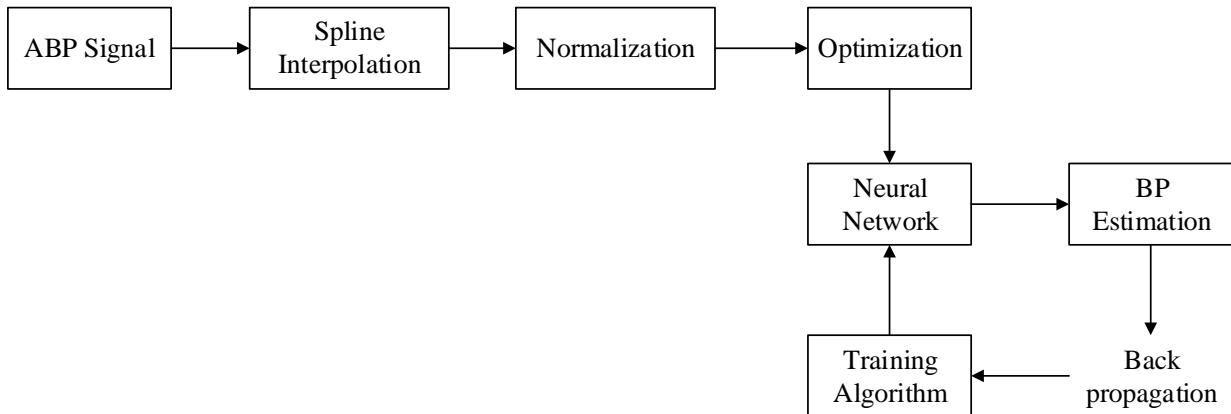 ABP Signal
Spline
Interpolation
Normalization
Optimization
Neural
Network
BP
Estimation
Training
Algorithm
Back
propagation